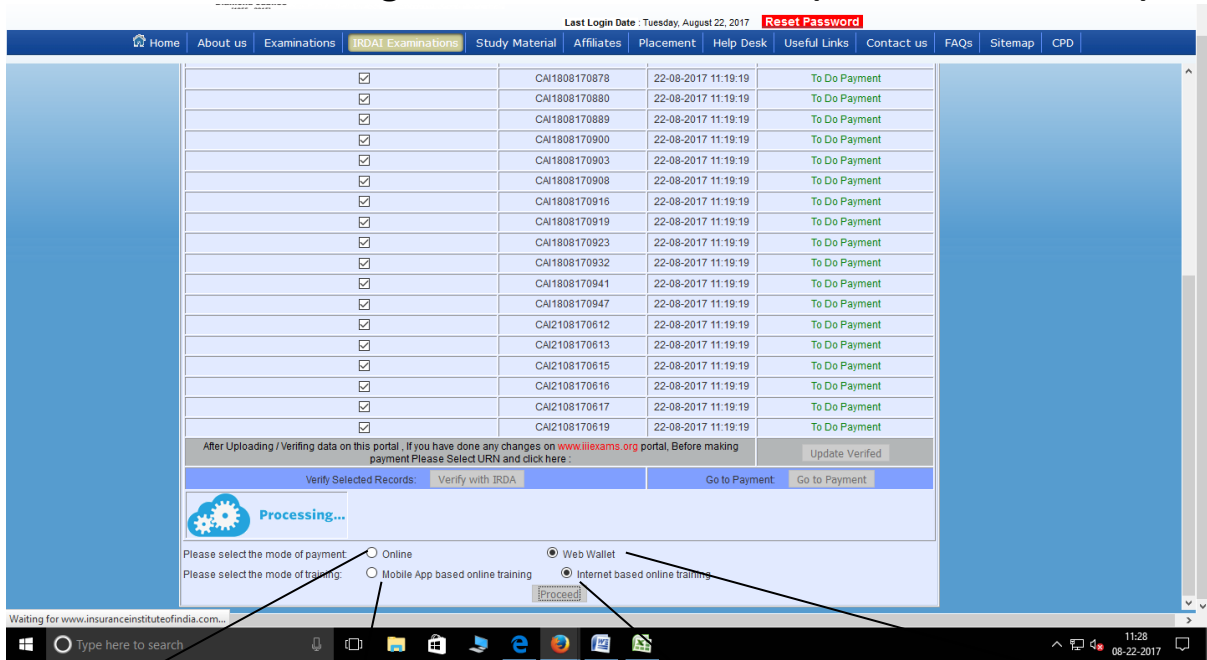 Last Login Date : Tuesday, August 22, 2017 Reset Password
Home About us Examinations IRDAI Examinations Study Material Affiliates Placement Help Desk Useful Links Contact us FAQs Sitemap CPD
CAI1808170878 22-08-2017 11:19:19 To Do Payment
CAI1808170880 22-08-2017 11:19:19 To Do Payment
CAI1808170889 22-08-2017 11:19:19 To Do Payment
CAI1808170900 22-08-2017 11:19:19 To Do Payment
CAI1808170903 22-08-2017 11:19:19 To Do Payment
CAI1808170908 22-08-2017 11:19:19 To Do Payment
CAI1808170916 22-08-2017 11:19:19 To Do Payment
CAI1808170919 22-08-2017 11:19:19 To Do Payment
CAI1808170923 22-08-2017 11:19:19 To Do Payment
CAI1808170932 22-08-2017 11:19:19 To Do Payment
CAI1808170941 22-08-2017 11:19:19 To Do Payment
CAI1808170947 22-08-2017 11:19:19 To Do Payment
CAI2108170612 22-08-2017 11:19:19 To Do Payment
CAI2108170613 22-08-2017 11:19:19 To Do Payment
CAI2108170615 22-08-2017 11:19:19 To Do Payment
CAI2108170616 22-08-2017 11:19:19 To Do Payment
CAI2108170617 22-08-2017 11:19:19 To Do Payment
CAI2108170619 22-08-2017 11:19:19 To Do Payment
After Uploading / Verifing data on this portal , If you have done any changes on www.iiiexams.org portal, Before making
payment Please Select URN and click here :
Update Verifed
Verify Selected Records: Verify with IRDA Go to Payment: Go to Payment
Processing...
Please select the mode of payment: Online Web Wallet
Please select the mode of training: Mobile App based online training Internet based online training
Proceed
Waiting for www.insuranceinstituteofindia.com...
Type here to search
11:28
08-22-2017